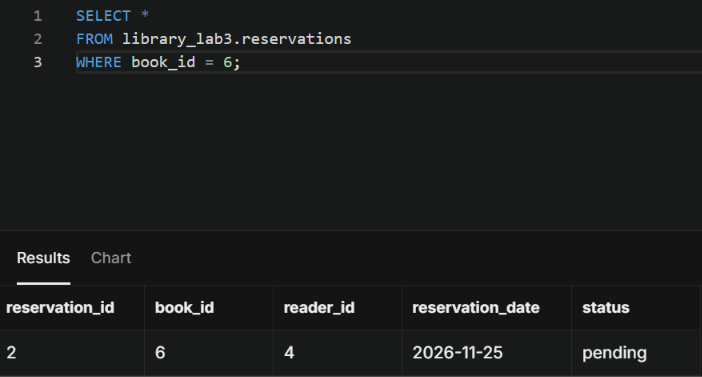 1 SELECT *
2 FROM library_lab3.reservations
3 WHERE book_id = 6;
Results Chart
reservation_id book_id reader_id reservation_date status
2 6 4 2026-11-25 pending